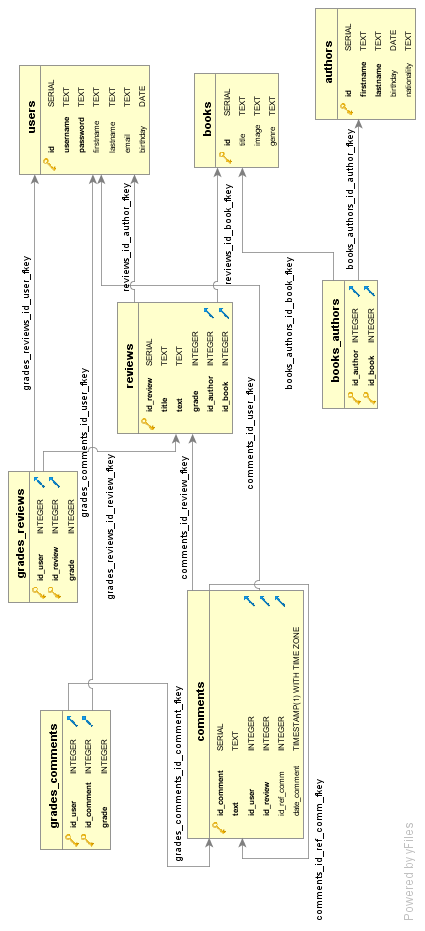 users
id SERIAL
username TEXT
password TEXT
firstname TEXT
lastname TEXT
email TEXT
birthday DATE
books
id SERIAL
title TEXT
image TEXT
genre TEXT
authors
id SERIAL
firstname TEXT
lastname TEXT
birthday DATE
nationality TEXT
grades_reviews_id_user_fkey
grades_comments_id_user_fkey
reviews_id_author_fkey
reviews_id_book_fkey
books_authors_id_book_fkey
books_authors_id_author_fkey
reviews
id_review SERIAL
title TEXT
text TEXT
grade INTEGER
id_author INTEGER
id_book INTEGER
books_authors
id_author INTEGER
id_book INTEGER
grades_reviews_id_review_fkey
comments_id_review_fkey
comments_id_user_fkey
grades_reviews
id_user INTEGER
id_review INTEGER
grade INTEGER
grades_comments
id_user INTEGER
id_comment INTEGER
grade INTEGER
grades_comments_id_comment_fkey
comments
id_comment SERIAL
text TEXT
id_user INTEGER
id_review INTEGER
id_ref_comm INTEGER
date_comment TIMESTAMP(1) WITH TIME ZONE
comments_id_ref_comm_fkey
Powered by yFiles